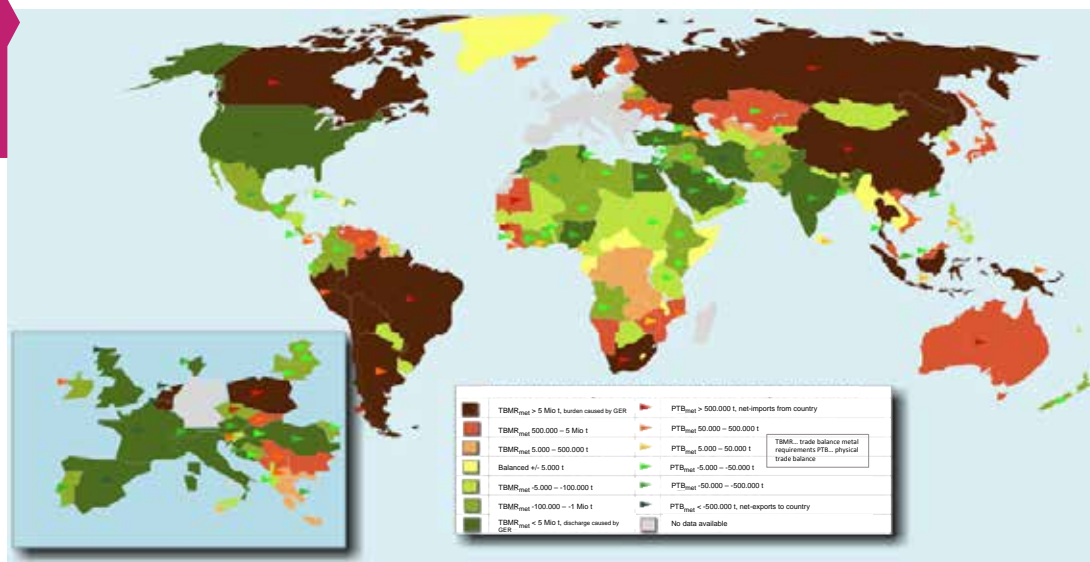 TBMRmet > 5 Mio t, burden caused by GER
TBMRmet 500.000 – 5 Mio t
TBMRmet 5.000 – 500.000 t
Balanced +/- 5.000 t
TBMRmet -5.000 – -100.000 t
TBMRmet -100.000 – -1 Mio t
TBMRmet < 5 Mio t, discharge caused by
GER
PTBmet > 500.000 t, net-imports from country
PTBmet 50.000 – 500.000 t
PTBmet 5.000 – 50.000 t
PTBmet -5.000 – -50.000 t
PTBmet -50.000 – -500.000 t
PTBmet < -500.000 t, net-exports to country
No data available
TBMR... trade balance metal
requirements PTB... physical
trade balance